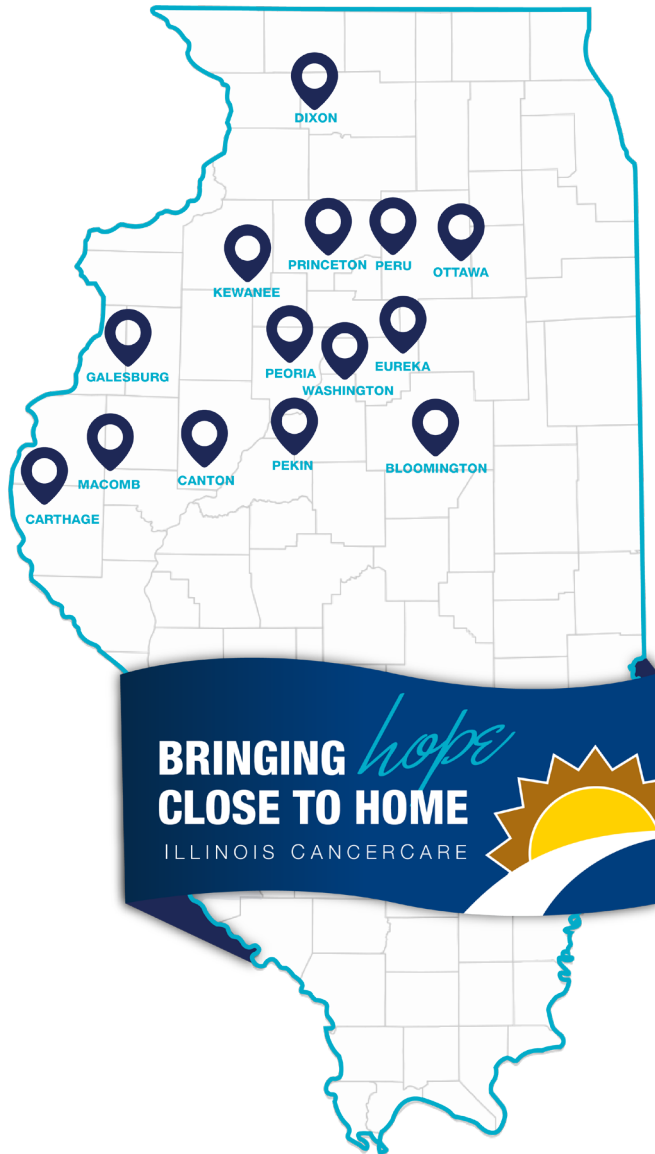 DIXON
PRINCETON
PERU
OTTAWA
KEWANEE
GALESBURG
PEORIA
WASHINGTON
EUREKA
MACOMB
CANTON
PEKIN
BLOOMINGTON
CARTHAGE
BRINGING hope
CLOSE TO HOME
ILLINOIS CANCERCARE